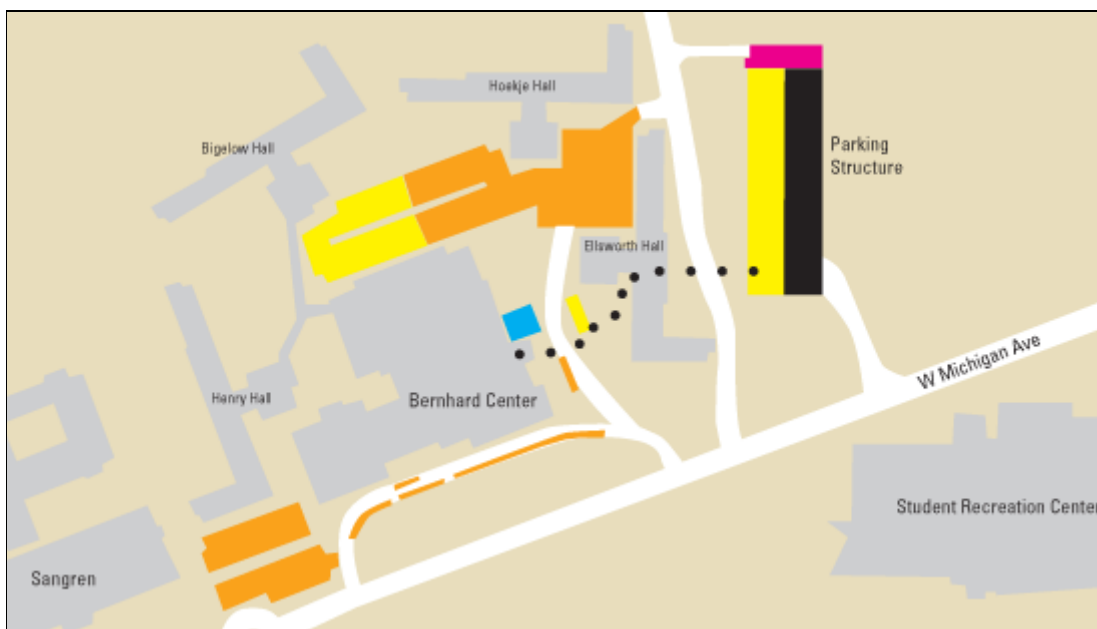 Hoekje Hall
Bigelow Hall
Parking
Structure
Ellsworth Hall
W Michigan Ave
Henry Hall
Bernhard Center
Student Recreation Center
Sangren